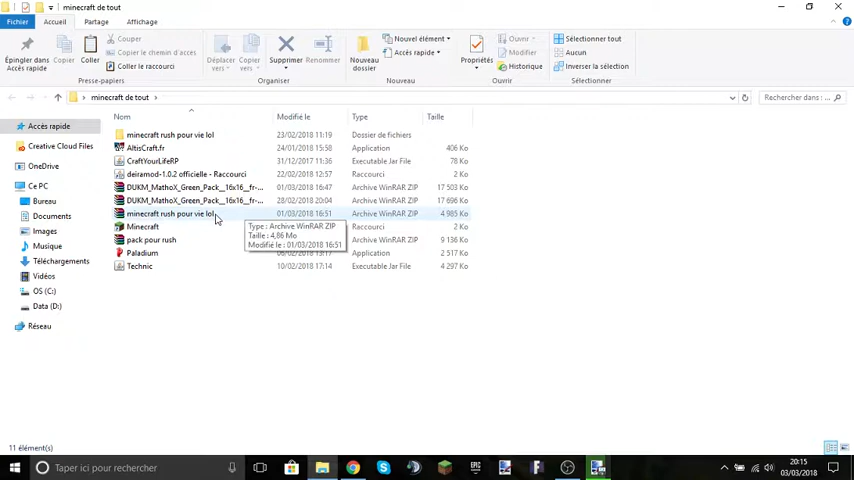 minecraft de tout
Fichier Accueil Partage Affichage
Épingler dans Accès rapide
Copier
Coller
Couper
Copier le chemin d'accès
Coller le raccourci
Presse-papiers
Déplacer vers
Copier vers
Supprimer
Renommer
Organiser
Nouveau dossier
Nouvel élément
Accès rapide
Nouveau
Propriétés
Ouvrir
Modifier
Historique
Ouvrir
Sélectionner tout
Aucun
Inverser la sélection
Sélectionner
minecraft de tout
Rechercher dans...
Nom Modifié le Type Taille
Accès rapide
Creative Cloud Files
OneDrive
Ce PC
Bureau
Documents
Images
Musique
Téléchargements
Vidéos
OS (C:)
Data (D:)
Réseau
minecraft rush pour vie lol 23/02/2018 11:19 Dossier de fichiers
AltisCraft.fr 24/01/2018 15:58 Application 406 Ko
CraftYourLifeRP 31/12/2017 11:36 Executable Jar File 78 Ko
deiramod-1.0.2 officielle - Raccourci 22/02/2018 12:57 Raccourci 2 Ko
DUKM_MathoX_Green_Pack__16x16__fr-... 01/03/2018 16:47 Archive WinRAR ZIP 17 503 Ko
DUKM_MathoX_Green_Pack__16x16__fr-... 28/02/2018 20:04 Archive WinRAR ZIP 17 696 Ko
minecraft rush pour vie lol 01/03/2018 16:51 Archive WinRAR ZIP 4 985 Ko
Minecraft Raccourci 2 Ko
pack pour rush Archive WinRAR ZIP 9 136 Ko
Paladium 06/02/2018 13:17 Application 2 517 Ko
Technic 10/02/2018 17:14 Executable Jar File 4 297 Ko
Type : Archive WinRAR ZIP
Taille : 4,86 Mo
Modifié le : 01/03/2018 16:51
11 élément(s)
Taper ici pour rechercher
EPIC
GAMES
20:15
03/03/2018